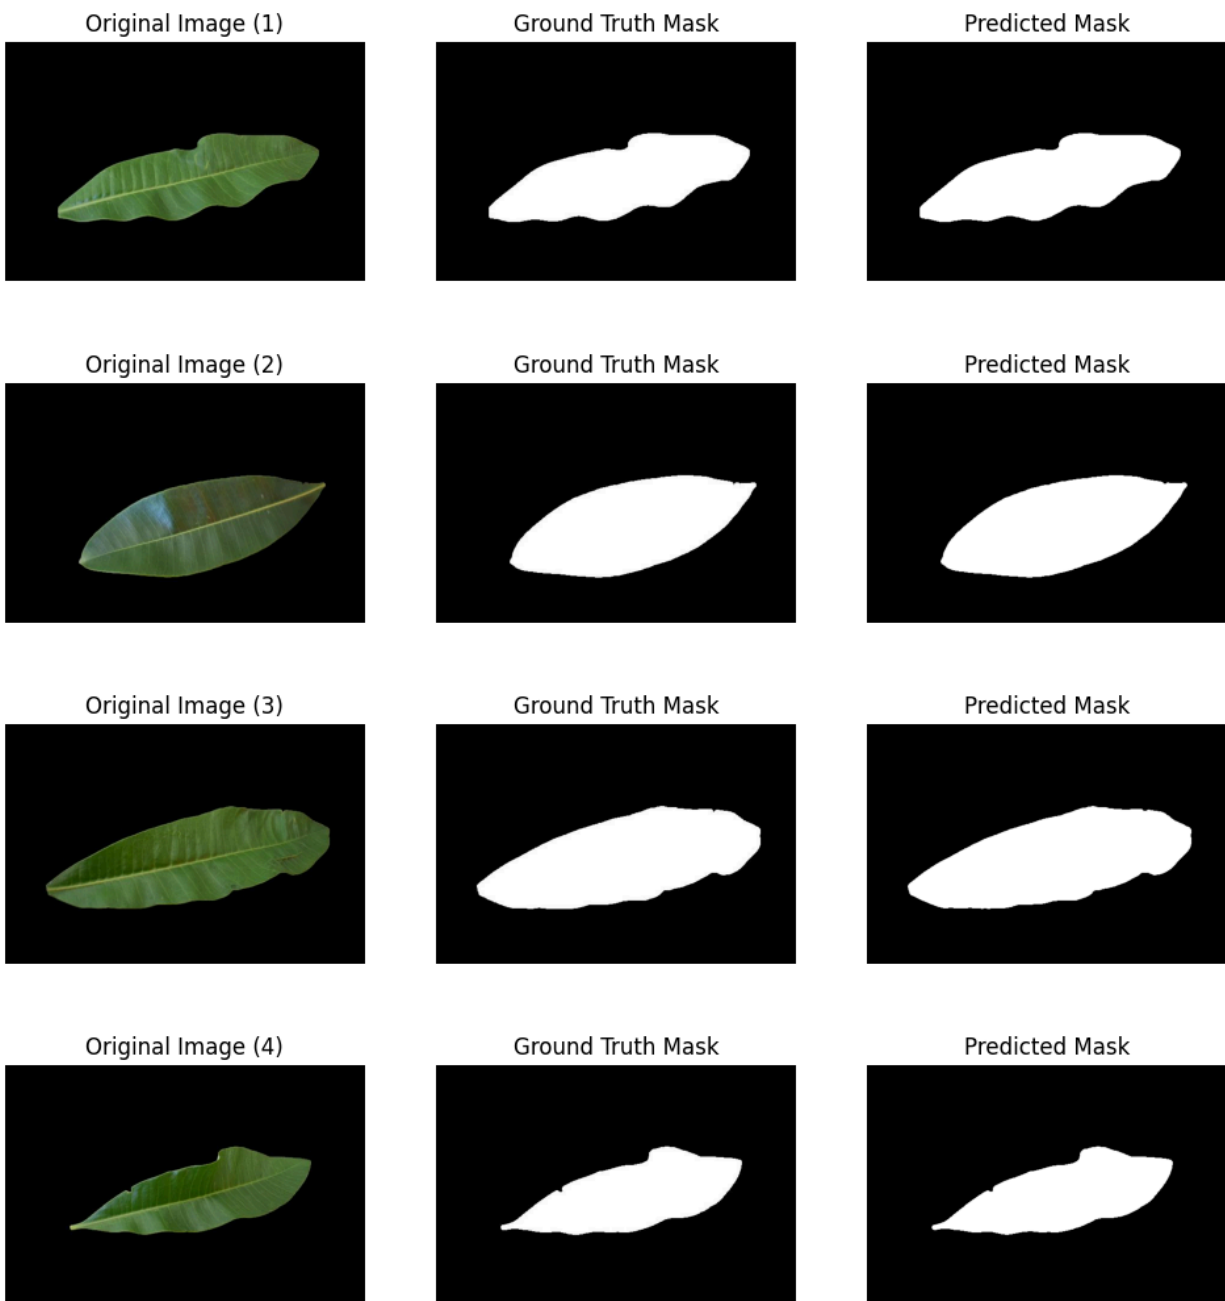 Original Image (1) Ground Truth Mask Predicted Mask
Original Image (2) Ground Truth Mask Predicted Mask
Original Image (3) Ground Truth Mask Predicted Mask
Original Image (4) Ground Truth Mask Predicted Mask